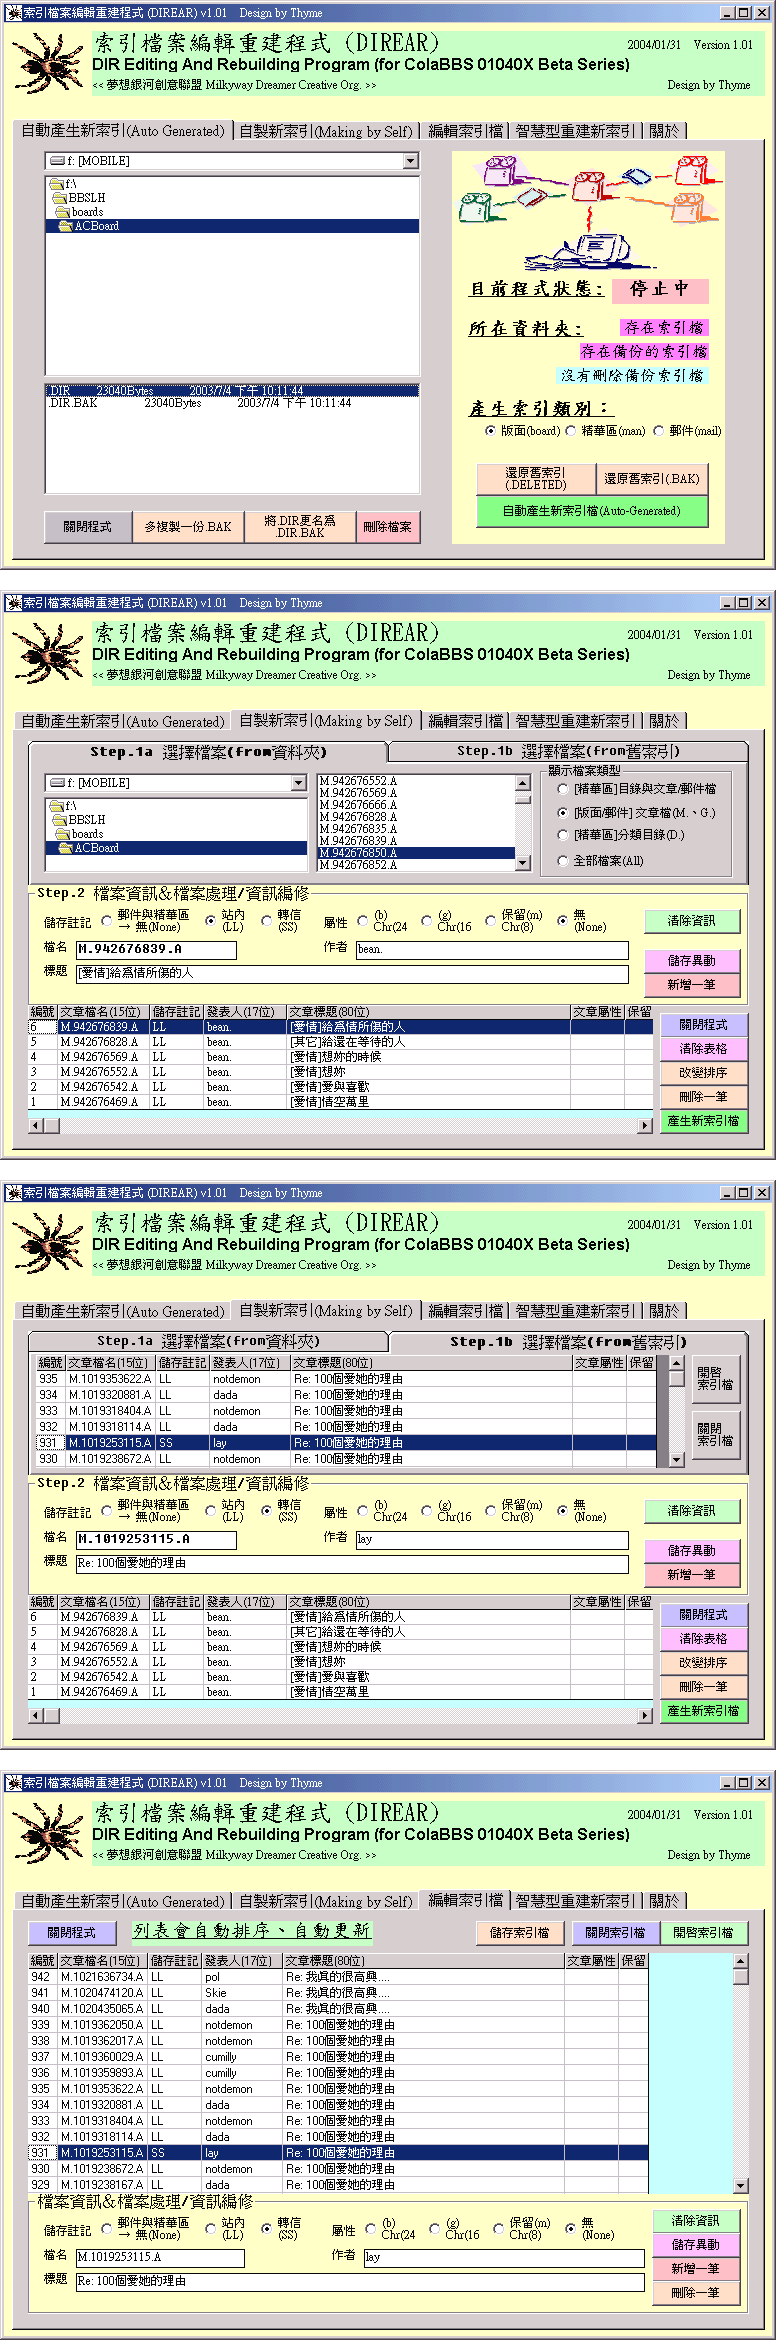 索引檔案編輯重建程式 (DIREAR) v1.01 Design by Thyme
索引檔案編輯重建程式 (DIREAR)
2004/01/31 Version 1.01
DIR Editing And Rebuilding Program (for ColaBBS 01040X Beta Series)
<< 夢想銀河創意聯盟 Milkyway Dreamer Creative Org. >>
Design by Thyme
自動產生新索引(Auto Generated) 自製新索引(Making by Self) 編輯索引檔 智慧型重建新索引 關於
f: [MOBILE]
f:\
BBSLH
boards
ACBoard
目前程式狀態: 停止中
所在資料夾: 存在索引檔
存在備份的索引檔
沒有刪除備份索引檔
.DIR 23040Bytes 2003/7/4 下午 10:11:44
.DIR.BAK 23040Bytes 2003/7/4 下午 10:11:44
產生索引類別：
版面(board) 精華區(man) 郵件(mail)
還原舊索引(.DELETED) 還原舊索引(.BAK)
自動產生新索引檔(Auto-Generated)
關閉程式 多複製一份.BAK 將.DIR更名為.DIR.BAK 刪除檔案
索引檔案編輯重建程式 (DIREAR) v1.01 Design by Thyme
索引檔案編輯重建程式 (DIREAR)
2004/01/31 Version 1.01
DIR Editing And Rebuilding Program (for ColaBBS 01040X Beta Series)
<< 夢想銀河創意聯盟 Milkyway Dreamer Creative Org. >>
Design by Thyme
自動產生新索引(Auto Generated) 自製新索引(Making by Self) 編輯索引檔 智慧型重建新索引 關於
Step.1a 選擇檔案(from資料夾) Step.1b 選擇檔案(from舊索引)
f: [MOBILE]
f:\
BBSLH
boards
ACBoard
M.942676552.A
M.942676569.A
M.942676666.A
M.942676828.A
M.942676835.A
M.942676839.A
M.942676850.A
M.942676852.A
顯示檔案類型
[精華區]目錄與文章/郵件檔
[版面/郵件] 文章檔(M.、G.)
[精華區]分類目錄(D.)
全部檔案(All)
Step.2 檔案資訊&檔案處理/資訊編修
儲存註記 郵件與精華區→ 無(None) 站內(LL) 轉信(SS) 屬性 (b)Chr(24 (g)Chr(16 保留(m)Chr(8) 無(None) 清除資訊
檔名 M.942676839.A 作者 bean.
標題 [愛情]給為情所傷的人
儲存異動
新增一筆
編號 文章檔名(15位) 儲存註記 發表人(17位) 文章標題(80位) 文章屬性 保留
6 M.942676839.A LL bean. [愛情]給為情所傷的人
5 M.942676828.A LL bean. [其它]給還在等待的人
4 M.942676569.A LL bean. [愛情]想妳的時候
3 M.942676552.A LL bean. [愛情]想妳
2 M.942676542.A LL bean. [愛情]愛與喜歡
1 M.942676469.A LL bean. [愛情]情空萬里
關閉程式
清除表格
改變排序
刪除一筆
產生新索引檔
索引檔案編輯重建程式 (DIREAR) v1.01 Design by Thyme
索引檔案編輯重建程式 (DIREAR)
2004/01/31 Version 1.01
DIR Editing And Rebuilding Program (for ColaBBS 01040X Beta Series)
<< 夢想銀河創意聯盟 Milkyway Dreamer Creative Org. >>
Design by Thyme
自動產生新索引(Auto Generated) 自製新索引(Making by Self) 編輯索引檔 智慧型重建新索引 關於
Step.1a 選擇檔案(from資料夾) Step.1b 選擇檔案(from舊索引)
編號 文章檔名(15位) 儲存註記 發表人(17位) 文章標題(80位) 文章屬性 保留
935 M.1019353622.A LL notdemon Re: 100個愛她的理由
934 M.1019320881.A LL dada Re: 100個愛她的理由
933 M.1019318404.A LL notdemon Re: 100個愛她的理由
932 M.1019318114.A LL dada Re: 100個愛她的理由
931 M.1019253115.A SS lay Re: 100個愛她的理由
930 M.1019238672.A LL notdemon Re: 100個愛她的理由
開啓索引檔
關閉索引檔
Step.2 檔案資訊&檔案處理/資訊編修
儲存註記 郵件與精華區→ 無(None) 站內(LL) 轉信(SS) 屬性 (b)Chr(24 (g)Chr(16 保留(m)Chr(8) 無(None) 清除資訊
檔名 M.1019253115.A 作者 lay
標題 Re: 100個愛她的理由
儲存異動
新增一筆
編號 文章檔名(15位) 儲存註記 發表人(17位) 文章標題(80位) 文章屬性 保留
6 M.942676839.A LL bean. [愛情]給為情所傷的人
5 M.942676828.A LL bean. [其它]給還在等待的人
4 M.942676569.A LL bean. [愛情]想妳的時候
3 M.942676552.A LL bean. [愛情]想妳
2 M.942676542.A LL bean. [愛情]愛與喜歡
1 M.942676469.A LL bean. [愛情]情空萬里
關閉程式
清除表格
改變排序
刪除一筆
產生新索引檔
索引檔案編輯重建程式 (DIREAR) v1.01 Design by Thyme
索引檔案編輯重建程式 (DIREAR)
2004/01/31 Version 1.01
DIR Editing And Rebuilding Program (for ColaBBS 01040X Beta Series)
<< 夢想銀河創意聯盟 Milkyway Dreamer Creative Org. >>
Design by Thyme
自動產生新索引(Auto Generated) 自製新索引(Making by Self) 編輯索引檔 智慧型重建新索引 關於
關閉程式 列表會自動排序、自動更新 儲存索引檔 關閉索引檔 開啓索引檔
編號 文章檔名(15位) 儲存註記 發表人(17位) 文章標題(80位) 文章屬性 保留
942 M.1021636734.A LL pol Re: 我真的很高興....
941 M.1020474120.A LL Skie Re: 我真的很高興....
940 M.1020435065.A LL dada Re: 我真的很高興....
939 M.1019362050.A LL notdemon Re: 100個愛她的理由
938 M.1019362017.A LL notdemon Re: 100個愛她的理由
937 M.1019360029.A LL cumilly Re: 100個愛她的理由
936 M.1019359893.A LL cumilly Re: 100個愛她的理由
935 M.1019353622.A LL notdemon Re: 100個愛她的理由
934 M.1019320881.A LL dada Re: 100個愛她的理由
933 M.1019318404.A LL notdemon Re: 100個愛她的理由
932 M.1019318114.A LL dada Re: 100個愛她的理由
931 M.1019253115.A SS lay Re: 100個愛她的理由
930 M.1019238672.A LL notdemon Re: 100個愛她的理由
929 M.1019238167.A LL dada Re: 100個愛她的理由
檔案資訊&檔案處理/資訊編修
儲存註記 郵件與精華區→ 無(None) 站內(LL) 轉信(SS) 屬性 (b)Chr(24 (g)Chr(16 保留(m)Chr(8) 無(None)
檔名 M.1019253115.A 作者 lay
標題 Re: 100個愛她的理由
清除資訊
儲存異動
新增一筆
刪除一筆